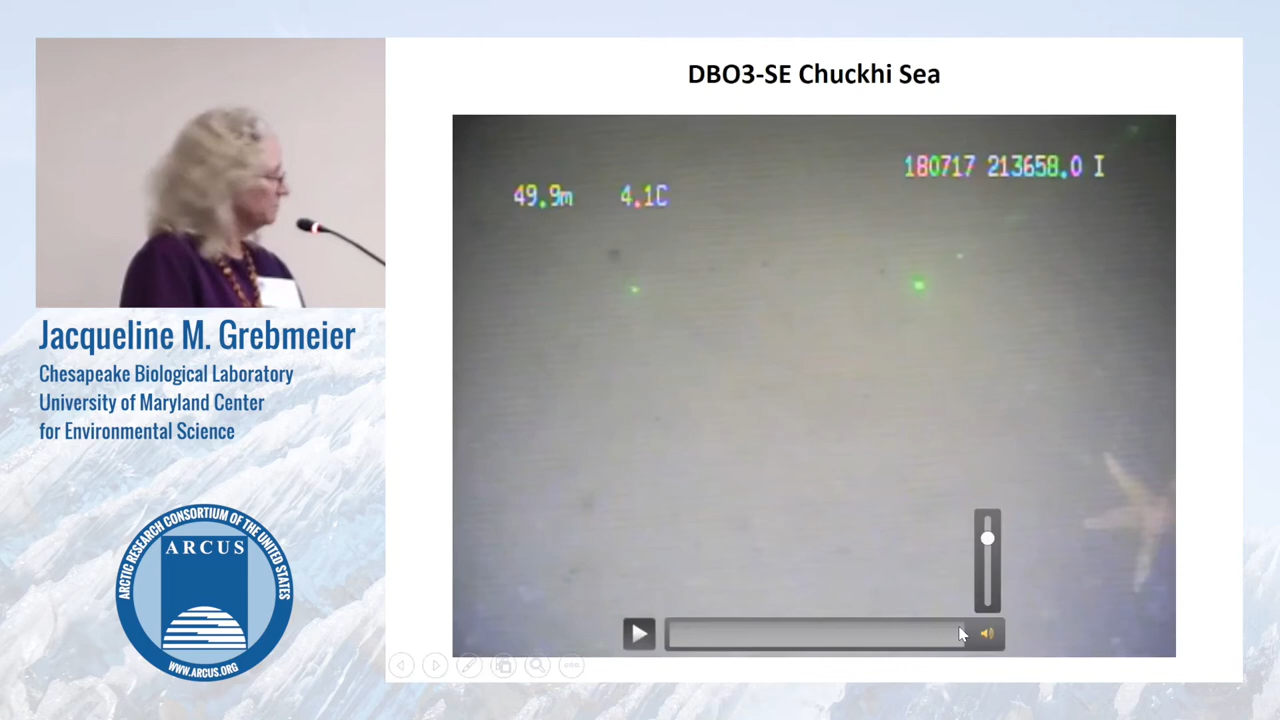 DBO3-SE Chuckhi Sea
180717 213658.0 I
49.9m 4.1C
Jacqueline M. Grebmeier
Chesapeake Biological Laboratory
University of Maryland Center
for Environmental Science
ARCTIC RESEARCH CONSORTIUM OF THE UNITED STATES
ARCUS
WWW.ARCUS.ORG